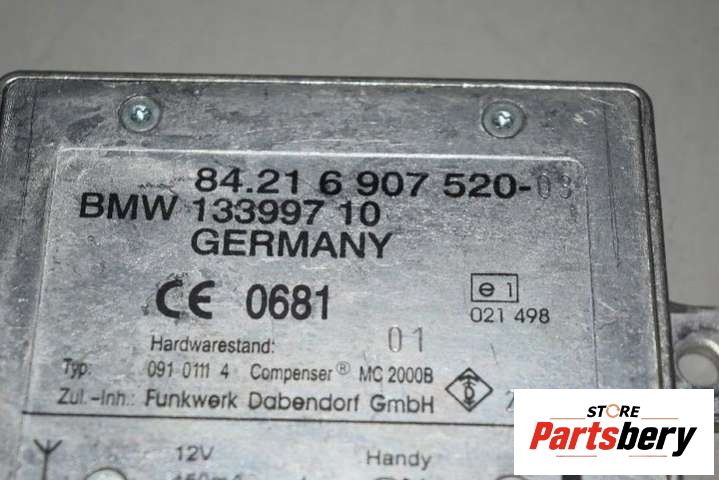 84.21 6 907 520-03
BMW 133997 10
GERMANY
CE 0681
e 1
021 498
Hardwarestand: 01
Typ: 091 0111 4 Compenser® MC 2000B
Zul.-Inh.: Funkwerk Dabendorf GmbH
12V Handy
STORE
Partsbery